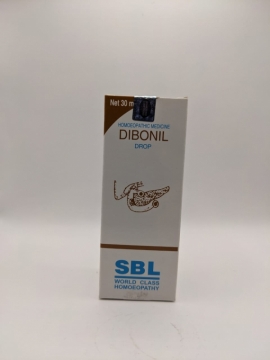 Net 30 m
HOMOEOPATHIC MEDICINE
DIBONIL
DROP
SBL
WORLD CLASS
HOMOEOPATHY